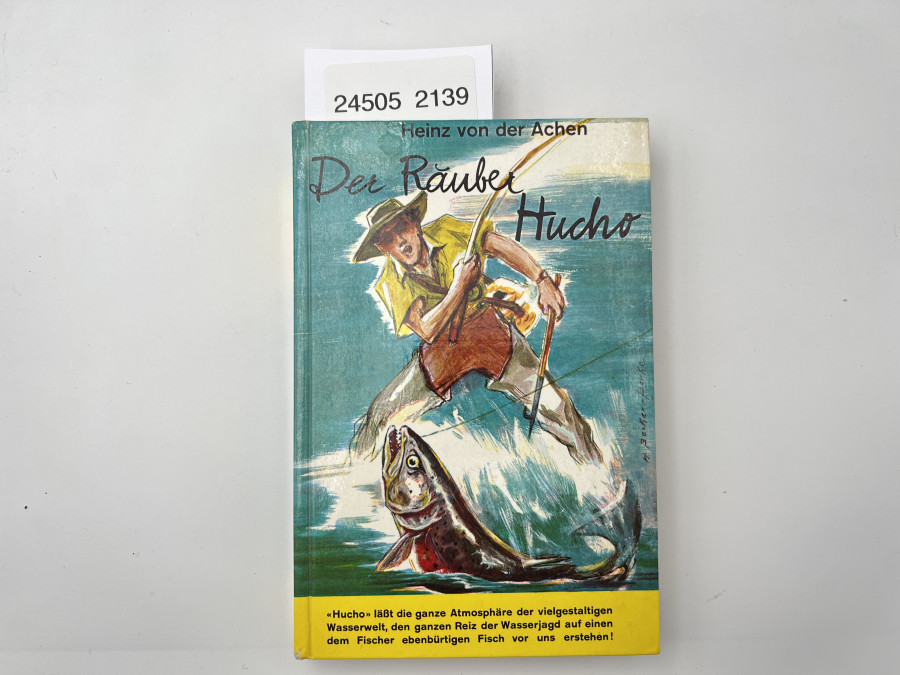 24505 2139
Heinz von der Achen
Der Räuber
Hucho
«Hucho» läßt die ganze Atmosphäre der vielgestaltigen
Wasserwelt, den ganzen Reiz der Wasserjagd auf einen
dem Fischer ebenbürtigen Fisch vor uns erstehen!